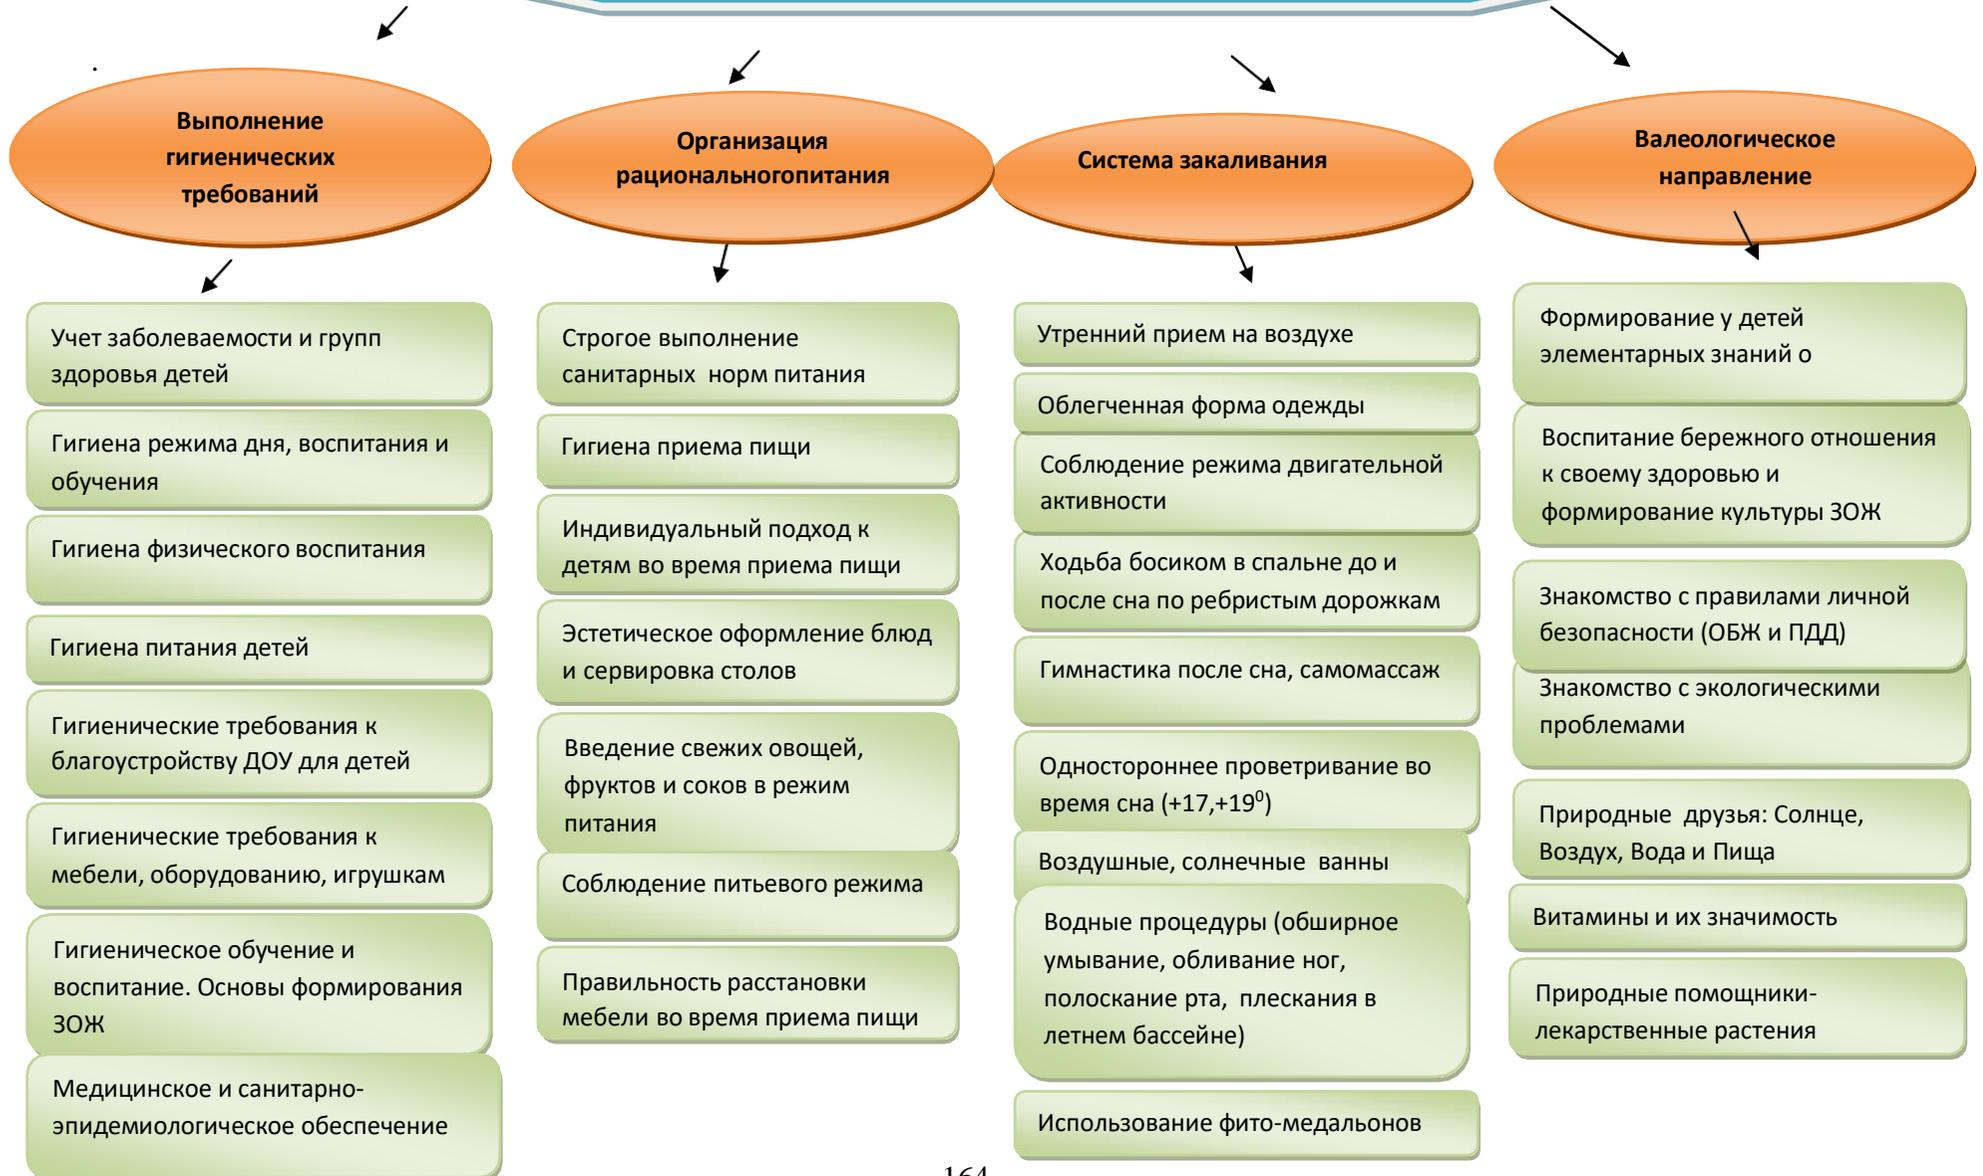 Выполнение
гигиенических
требований
Учет заболеваемости и групп
здоровья детей
Гигиена режима дня, воспитания и
обучения
Гигиена физического воспитания
Гигиена питания детей
Гигиенические требования к
благоустройству ДОУ для детей
Гигиенические требования к
мебели, оборудованию, игрушкам
Гигиеническое обучение и
воспитание. Основы формирования
ЗОЖ
Медицинское и санитарно-
эпидемиологическое обеспечение
Организация
рациональногопитания
Строгое выполнение
санитарных  норм питания
Гигиена приема пищи
Индивидуальный подход к
детям во время приема пищи
Эстетическое оформление блюд
и сервировка столов
Введение свежих овощей,
фруктов и соков в режим
питания
Соблюдение питьевого режима
Правильность расстановки
мебели во время приема пищи
Система закаливания
Утренний прием на воздухе
Облегченная форма одежды
Соблюдение режима двигательной
активности
Ходьба босиком в спальне до и
после сна по ребристым дорожкам
Гимнастика после сна, самомассаж
Одностороннее проветривание во
время сна (+17,+19⁰)
Воздушные, солнечные  ванны
Водные процедуры (обширное
умывание, обливание ног,
полоскание рта,  плескания в
летнем бассейне)
Использование фито-медальонов
Валеологическое
направление
Формирование у детей
элементарных знаний о
Воспитание бережного отношения
к своему здоровью и
формирование культуры ЗОЖ
Знакомство с правилами личной
безопасности (ОБЖ и ПДД)
Знакомство с экологическими
проблемами
Природные  друзья: Солнце,
Воздух, Вода и Пища
Витамины и их значимость
Природные помощники-
лекарственные растения
164